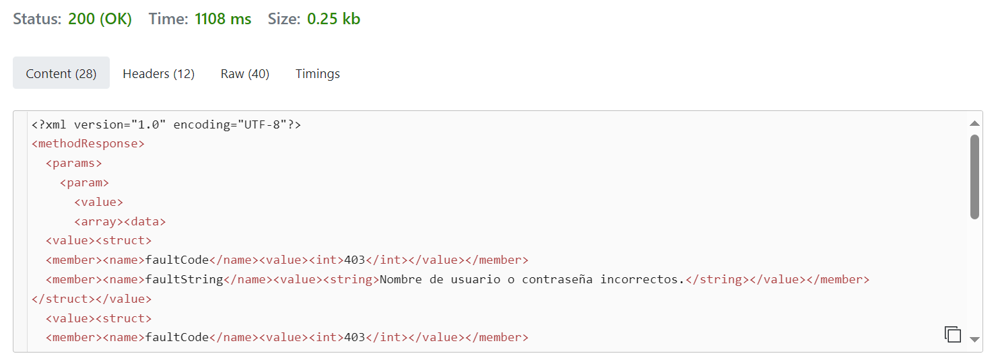 Status: 200 (OK) Time: 1108 ms Size: 0.25 kb
Content (28) Headers (12) Raw (40) Timings
<?xml version="1.0" encoding="UTF-8"?>
<methodResponse>
  <params>
    <param>
      <value>
      <array><data>
  <value><struct>
  <member><name>faultCode</name><value><int>403</int></value></member>
  <member><name>faultString</name><value><string>Nombre de usuario o contraseña incorrectos.</string></value></member>
</struct></value>
  <value><struct>
  <member><name>faultCode</name><value><int>403</int></value></member>